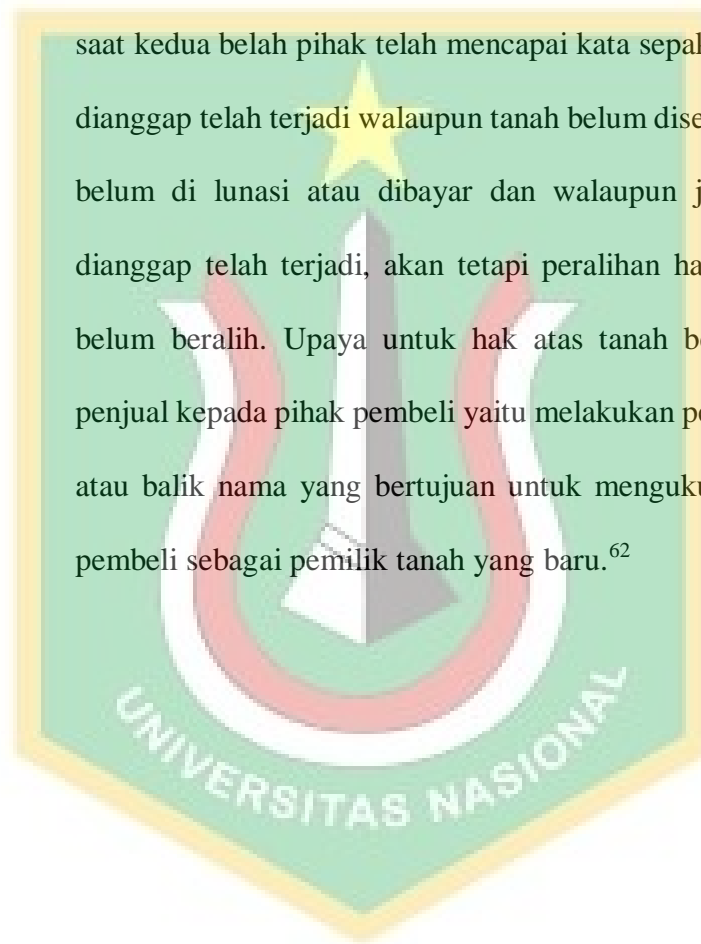 saat kedua belah pihak telah mencapai kata sepak
dianggap telah terjadi walaupun tanah belum dise
belum di lunasi atau dibayar dan walaupun j
dianggap telah terjadi, akan tetapi peralihan ha
belum beralih. Upaya untuk hak atas tanah be
penjual kepada pihak pembeli yaitu melakukan pe
atau balik nama yang bertujuan untuk menguku
pembeli sebagai pemilik tanah yang baru.⁶²
UNIVERSITAS NASIONAL